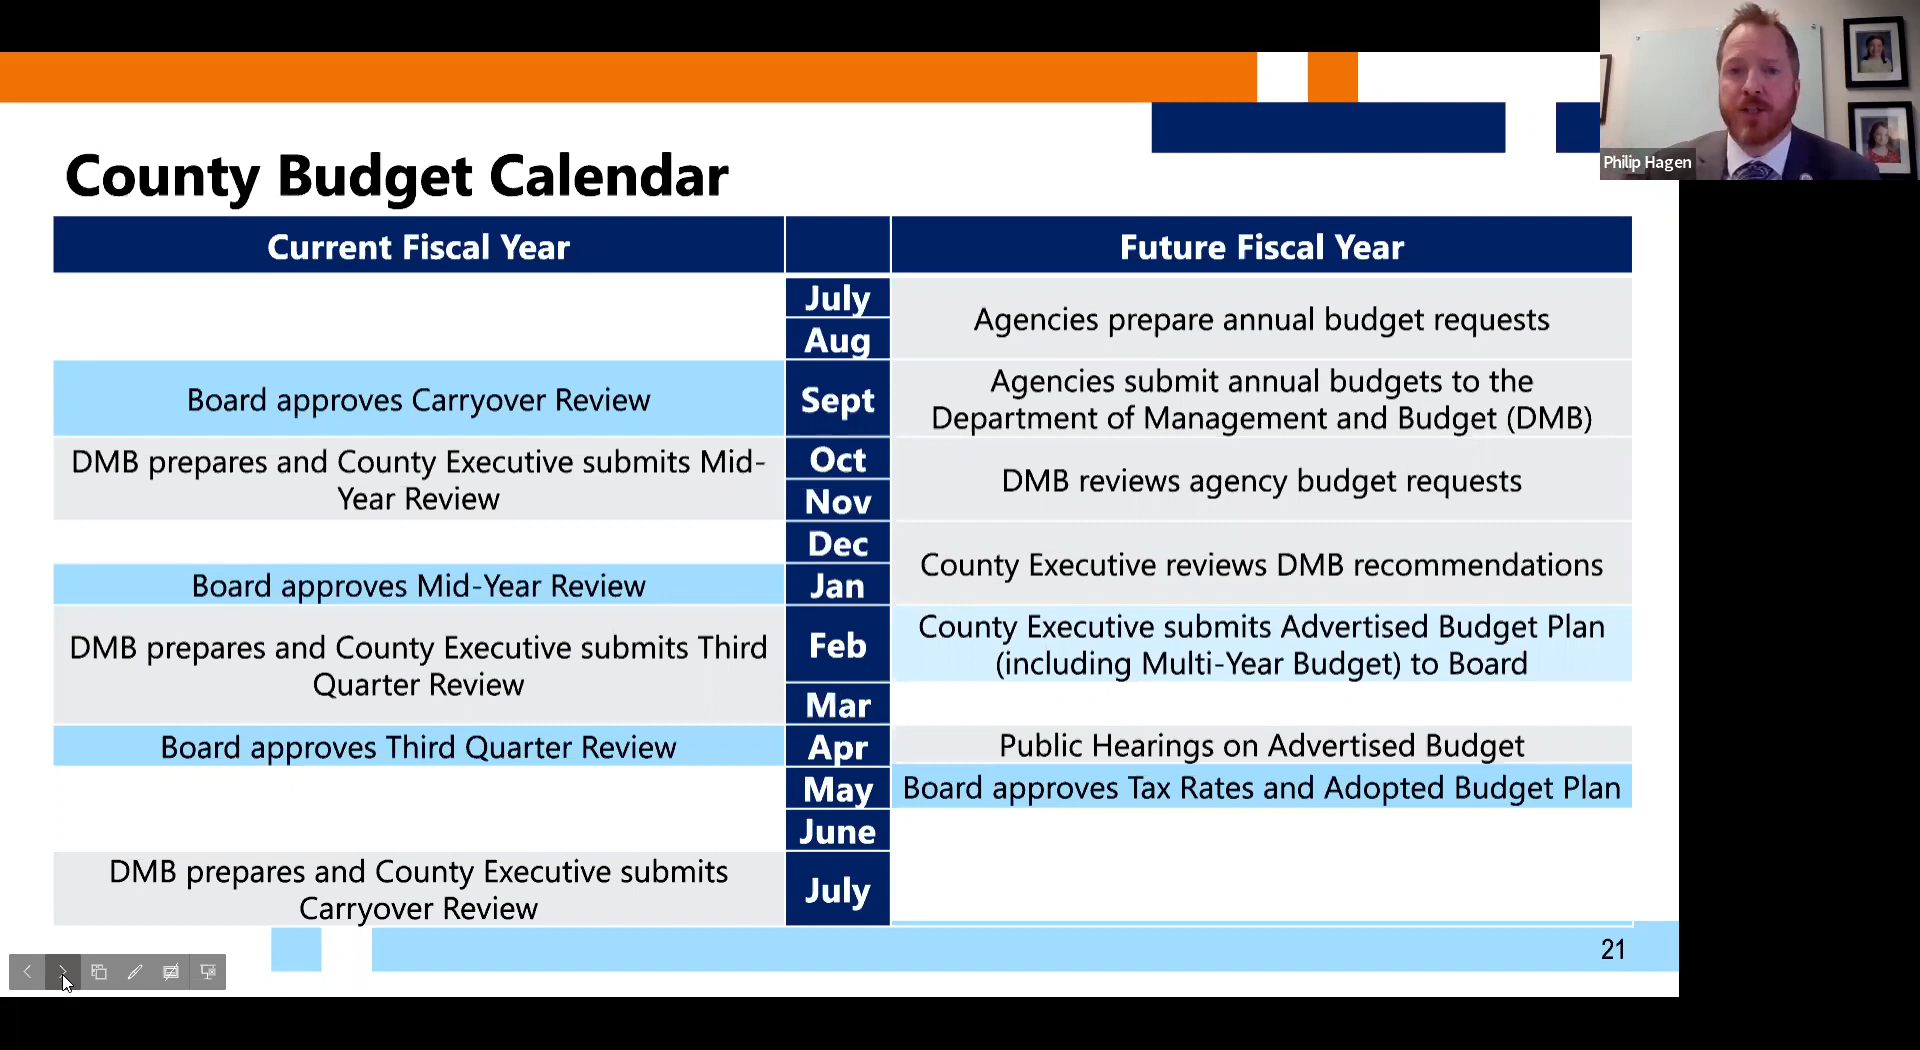 Philip Hagen
County Budget Calendar
Current Fiscal Year
Future Fiscal Year
July
Agencies prepare annual budget requests
Aug
Board approves Carryover Review
Sept
Agencies submit annual budgets to the
Department of Management and Budget (DMB)
DMB prepares and County Executive submits Mid-
Year Review
Oct
Nov
DMB reviews agency budget requests
Dec
County Executive reviews DMB recommendations
Board approves Mid-Year Review
Jan
DMB prepares and County Executive submits Third
Quarter Review
Feb
County Executive submits Advertised Budget Plan
(including Multi-Year Budget) to Board
Mar
Board approves Third Quarter Review
Apr
Public Hearings on Advertised Budget
May
Board approves Tax Rates and Adopted Budget Plan
June
DMB prepares and County Executive submits
Carryover Review
July
21